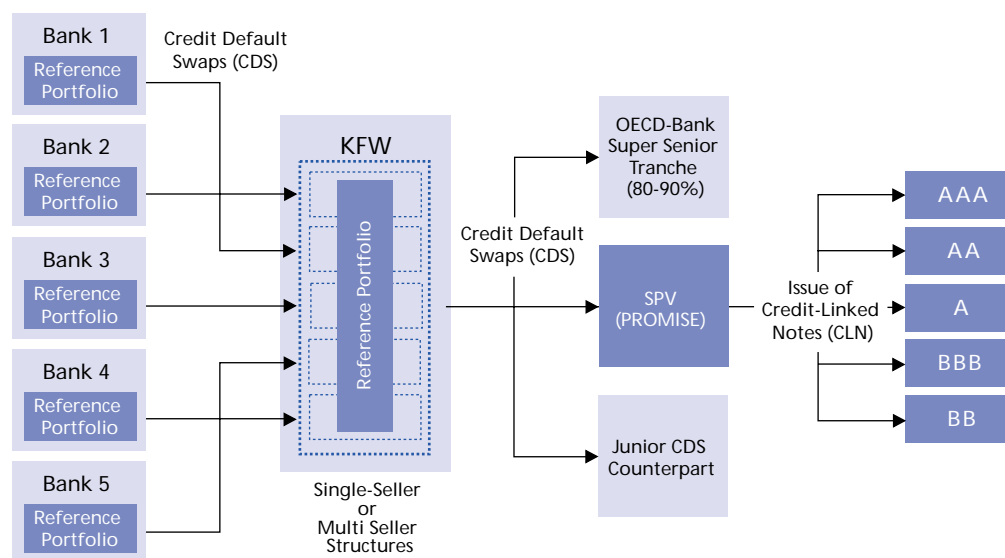 Bank 1
Reference
Portfolio
Bank 2
Reference
Portfolio
Bank 3
Reference
Portfolio
Bank 4
Reference
Portfolio
Bank 5
Reference
Portfolio
Credit Default
Swaps (CDS)
KFW
Reference Portfolio
Single-Seller
or
Multi Seller
Structures
Credit Default
Swaps (CDS)
OECD-Bank
Super Senior
Tranche
(80-90%)
SPV
(PROMISE)
Junior CDS
Counterpart
Issue of
Credit-Linked
Notes (CLN)
AAA
AA
A
BBB
BB